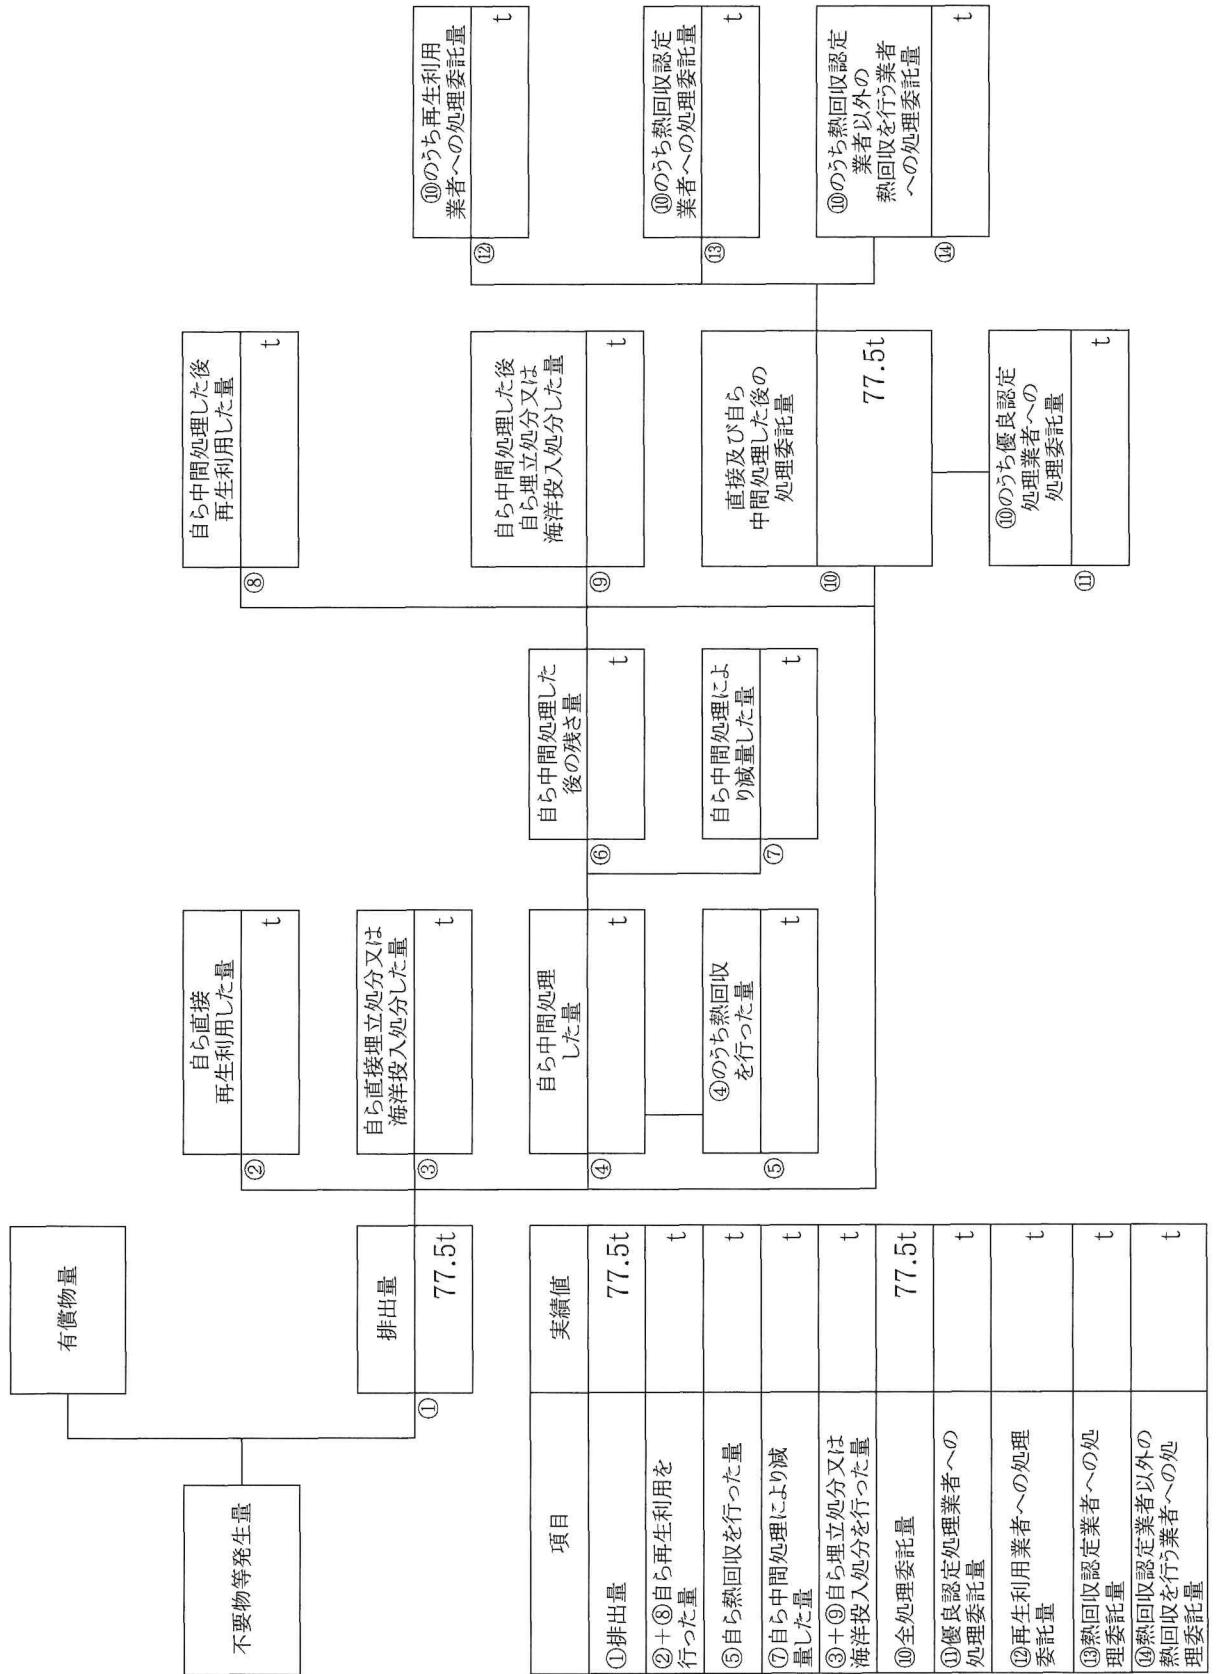 不要物等発生量
有償物量
①
排出量
77.5t
②
自ら直接
再生利用した量
t
③
自ら直接埋立処分又は
海洋投入処分した量
t
④
自ら中間処理
した量
⑤
④のうち熱回収
を行った量
t
⑥
自ら中間処理した
後の残さ量
t
⑦
自ら中間処理によ
り減量した量
t
⑧
自ら中間処理した後
再生利用した量
t
⑨
自ら中間処理した後
自ら埋立処分又は
海洋投入処分した量
t
⑩
直接及び自ら
中間処理した後の
処理委託量
77.5t
⑪
⑩のうち優良認定
処理業者への
処理委託量
t
⑫
⑩のうち再生利用
業者への処理委託量
t
⑬
⑩のうち熱回収認定
業者への処理委託量
t
⑭
⑩のうち熱回収認定
業者以外の
熱回収を行う業者
への処理委託量
t
項目 実績値
①排出量 77.5t
②+⑧自ら再生利用を
行った量 t
⑤自ら熱回収を行った量 t
⑦自ら中間処理により減
量した量 t
③+⑨自ら埋立処分又は
海洋投入処分を行った量 t
⑩全処理委託量 77.5t
⑪優良認定処理業者への
処理委託量 t
⑫再生利用業者への処理
委託量 t
⑬熱回収認定業者への処
理委託量 t
⑭熱回収認定業者以外の
熱回収を行う業者への処
理委託量 t